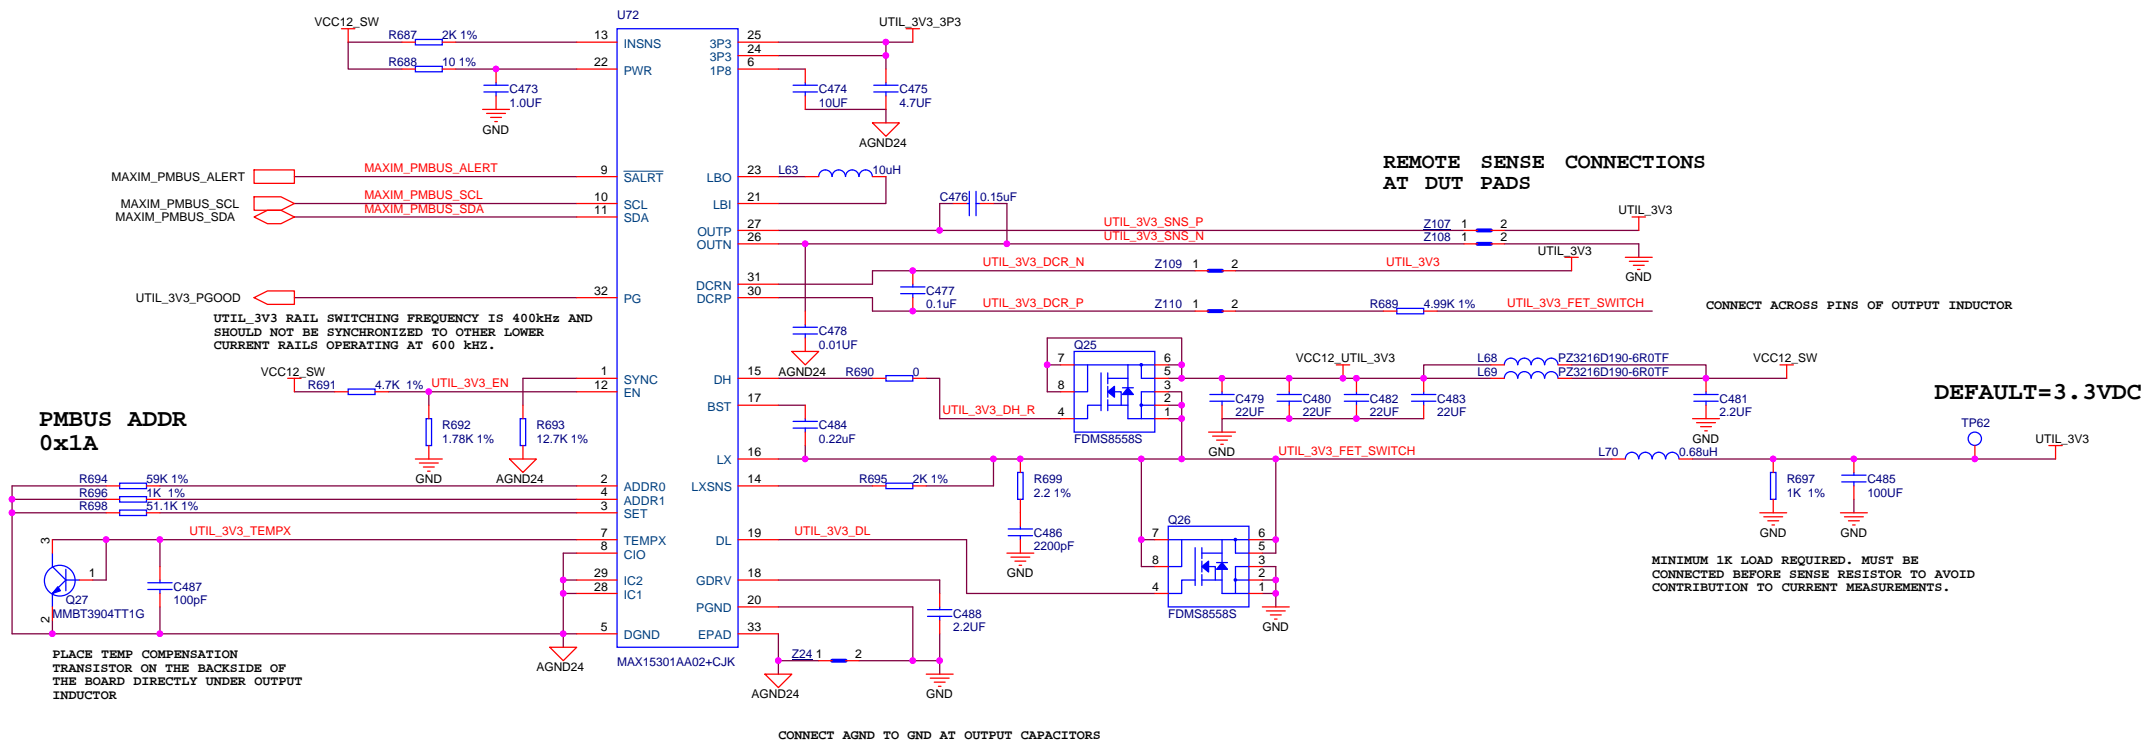 U72
VCC12_SW
UTIL_3V3_3P3
R687 2K 1% 13 INSNS
3P3 25
3P3 24
R688 10 1% 22 PWR
1P8 6
C473
1.0UF
GND
C474
10UF
C475
4.7UF
AGND24
REMOTE SENSE CONNECTIONS
AT DUT PADS
MAXIM_PMBUS_ALERT MAXIM_PMBUS_ALERT 9 SALRT
LBO 23 L63 10uH
MAXIM_PMBUS_SCL MAXIM_PMBUS_SCL 10 SCL
LBI 21
MAXIM_PMBUS_SDA MAXIM_PMBUS_SDA 11 SDA
C476 0.15uF
OUTP 27 UTIL_3V3_SNS_P Z107 1 2 UTIL_3V3
OUTN 26 UTIL_3V3_SNS_N Z108 1 2
GND
UTIL_3V3
DCRN 31 UTIL_3V3_DCR_N Z109 1 2 UTIL_3V3
C477
0.1uF
UTIL_3V3_PGOOD 32 PG
DCRP 30 UTIL_3V3_DCR_P Z110 1 2 R689 4.99K 1% UTIL_3V3_FET_SWITCH
CONNECT ACROSS PINS OF OUTPUT INDUCTOR
UTIL_3V3 RAIL SWITCHING FREQUENCY IS 400kHz AND
SHOULD NOT BE SYNCHRONIZED TO OTHER LOWER
CURRENT RAILS OPERATING AT 600 kHZ.
C478
0.01UF
AGND24
Q25
7 8 4 6 5 3 2 1
FDMS8558S
VCC12_UTIL_3V3
L68 PZ3216D190-6R0TF
L69 PZ3216D190-6R0TF
VCC12_SW
VCC12_SW
R691 4.7K 1% UTIL_3V3_EN
1 SYNC
12 EN
DH 15 R690 0
UTIL_3V3_DH_R
BST 17
C479
22UF
C480
22UF
C482
22UF
C483
22UF
C481
2.2UF
GND
GND
DEFAULT=3.3VDC
PMBUS ADDR
0x1A
R692
1.78K 1%
GND
R693
12.7K 1%
AGND24
C484
0.22uF
LX 16 UTIL_3V3_FET_SWITCH L70 0.68uH
TP62
UTIL_3V3
R694 59K 1% 2 ADDR0
R696 1K 1% 4 ADDR1
R698 51.1K 1% 3 SET
LXSNS 14 R695 2K 1%
R699
2.2 1%
C486
2200pF
GND
R697
1K 1%
GND
C485
100UF
GND
UTIL_3V3_TEMPX 7 TEMPX
8 CIO
DL 19 UTIL_3V3_DL
Q26
7 8 4 6 5 3 2 1
FDMS8558S
GND
3
1
2
Q27
MMBT3904TT1G
C487
100pF
29 IC2
28 IC1
GDRV 18
PGND 20
C488
2.2UF
5 DGND
EPAD 33
AGND24
MAX15301AA02+CJK
Z24 1 2
AGND24
GND
MINIMUM 1K LOAD REQUIRED. MUST BE
CONNECTED BEFORE SENSE RESISTOR TO AVOID
CONTRIBUTION TO CURRENT MEASUREMENTS.
PLACE TEMP COMPENSATION
TRANSISTOR ON THE BACKSIDE OF
THE BOARD DIRECTLY UNDER OUTPUT
INDUCTOR
CONNECT AGND TO GND AT OUTPUT CAPACITORS